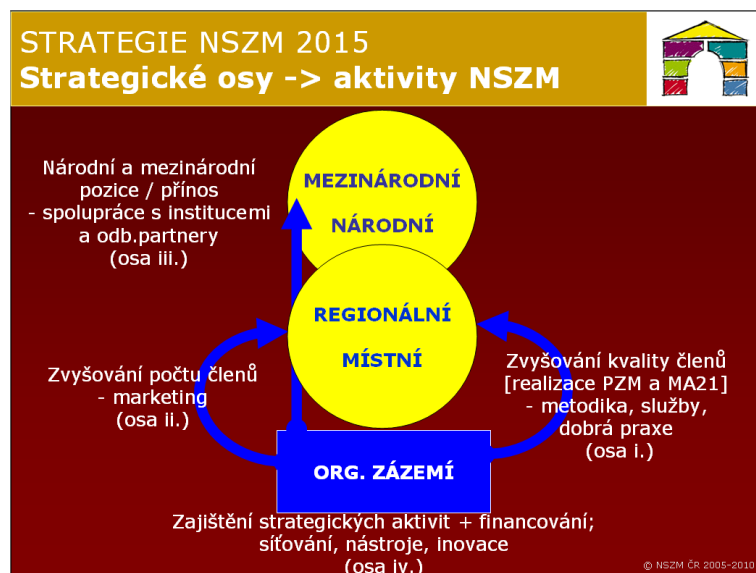 STRATEGIE NSZM 2015
Strategické osy -> aktivity NSZM
Národní a mezinárodní
pozice / přínos
- spolupráce s institucemi
a odb.partnery
(osa iii.)
MEZINÁRODNÍ
NÁRODNÍ
REGIONÁLNÍ
MÍSTNÍ
Zvyšování počtu členů
- marketing
(osa ii.)
Zvyšování kvality členů
[realizace PZM a MA21]
- metodika, služby,
dobrá praxe
(osa i.)
ORG. ZÁZEMÍ
Zajištění strategických aktivit + financování;
síťování, nástroje, inovace
(osa iv.)
© NSZM ČR 2005-2010